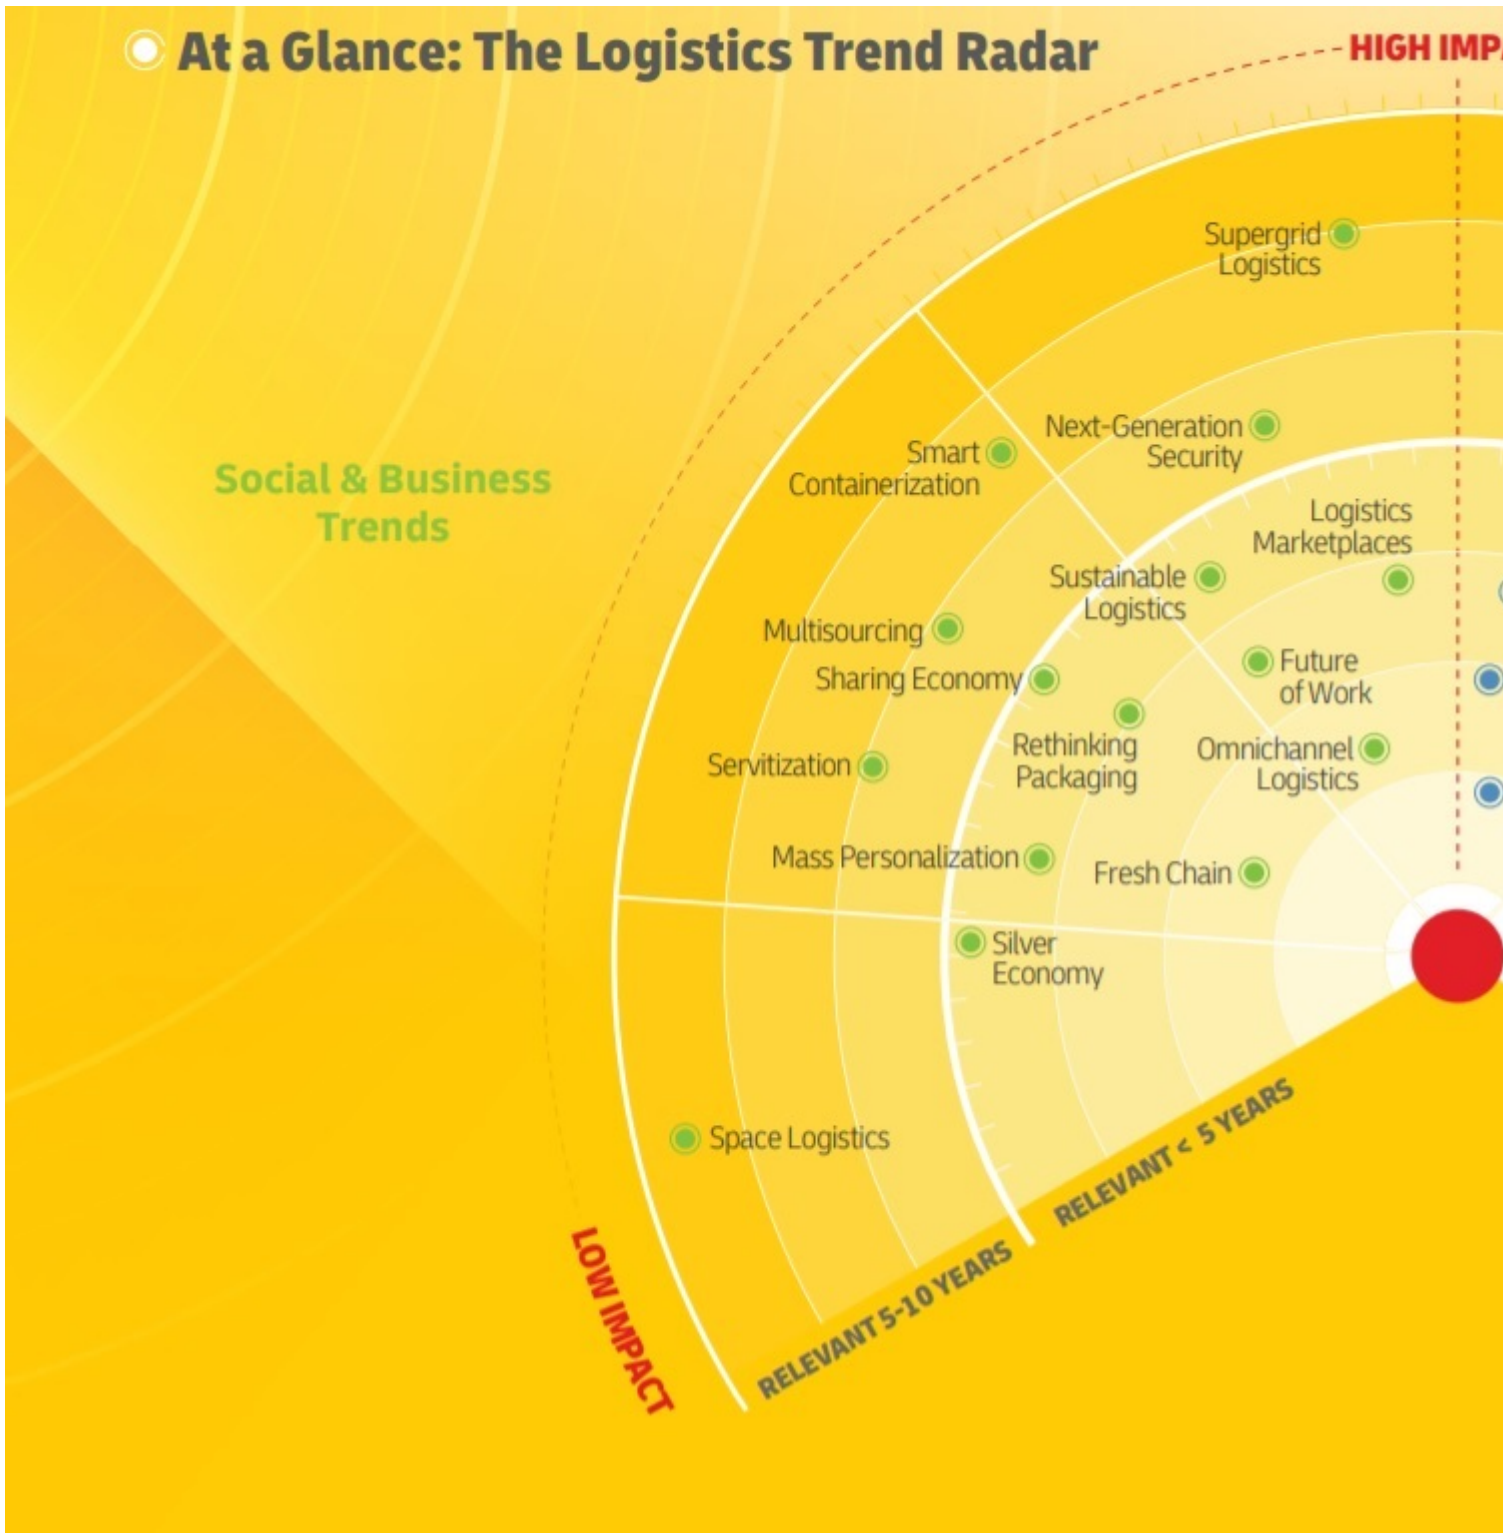 At a Glance: The Logistics Trend Radar
HIGH IMP
Supergrid
Logistics
Next-Generation
Security
Smart
Containerization
Social & Business
Trends
Logistics
Marketplaces
Sustainable
Logistics
Multisourcing
Sharing Economy
Future
of Work
Rethinking
Packaging
Omnichannel
Logistics
Servitization
Mass Personalization
Fresh Chain
Silver
Economy
Space Logistics
RELEVANT < 5 YEARS
RELEVANT 5-10 YEARS
LOW IMPACT